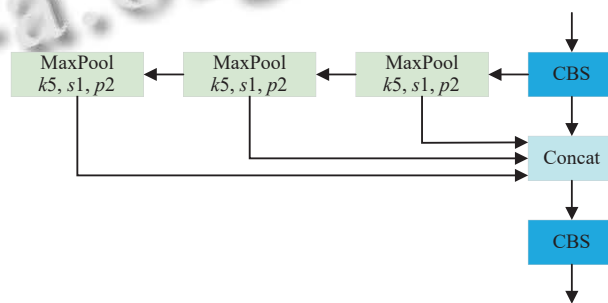 MaxPool
k5, s1, p2
MaxPool
k5, s1, p2
MaxPool
k5, s1, p2
CBS
Concat
CBS